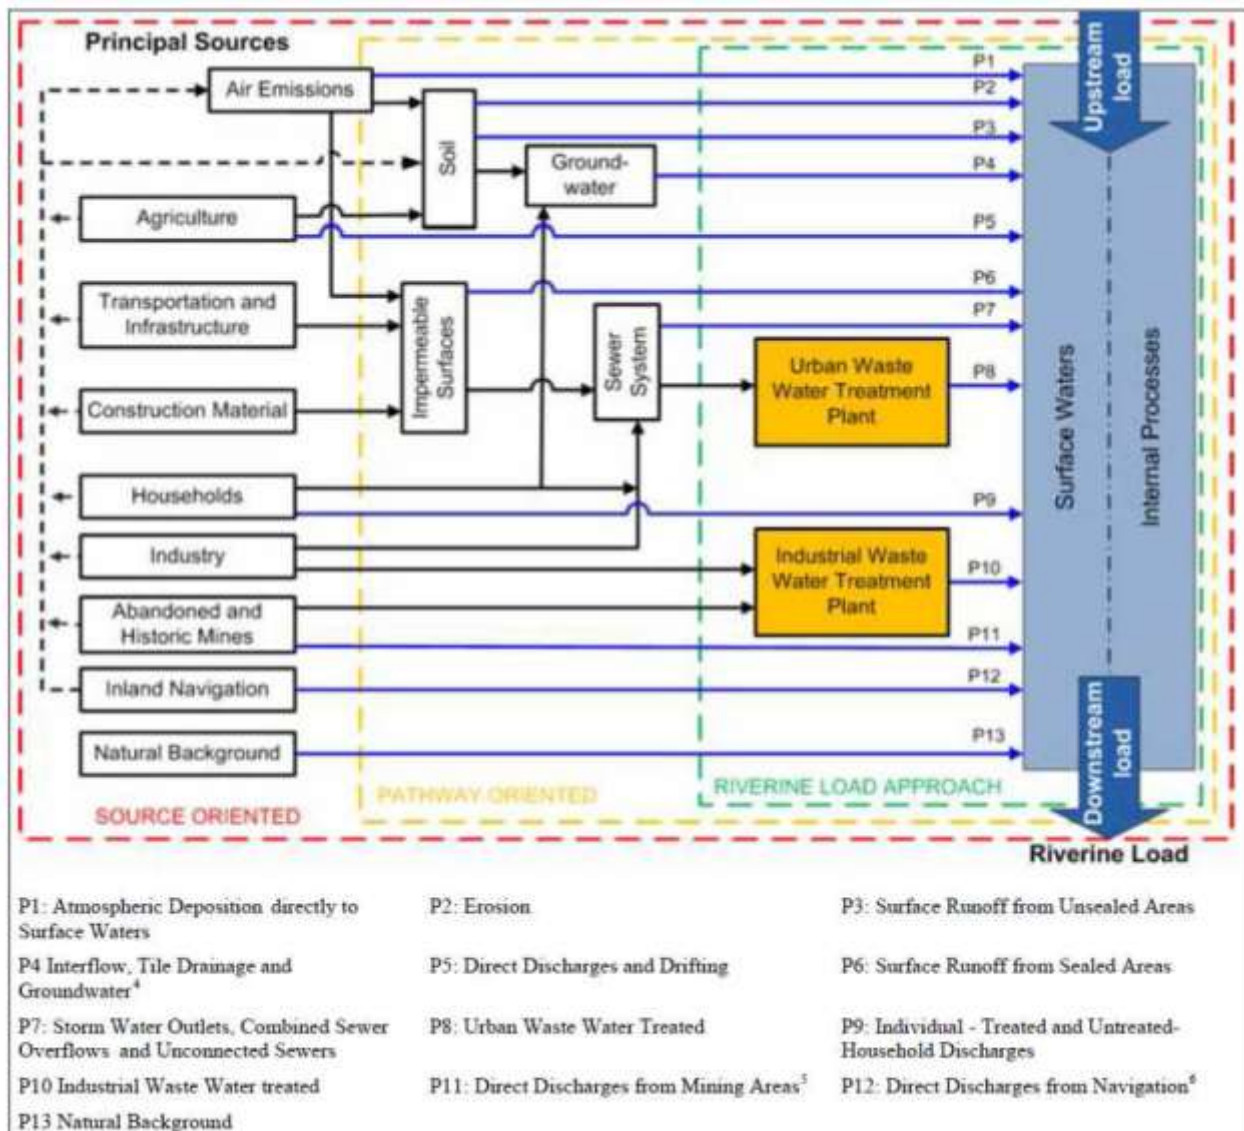 Principal Sources
Air Emissions
Soil
Ground-
water
Agriculture
Transportation and
Infrastructure
Impermeable
Surfaces
Sewer
System
Construction Material
Urban Waste
Water Treatment
Plant
Households
Industry
Industrial Waste
Water Treatment
Plant
Abandoned and
Historic Mines
Inland Navigation
Natural Background
P1
P2
P3
P4
P5
P6
P7
P8
P9
P10
P11
P12
P13
Upstream
load
Surface Waters
Internal Processes
Downstream
load
SOURCE ORIENTED
PATHWAY ORIENTED
RIVERINE LOAD APPROACH
Riverine Load
P1: Atmospheric Deposition directly to
Surface Waters
P2: Erosion
P3: Surface Runoff from Unsealed Areas
P4 Interflow, Tile Drainage and
Groundwater⁴
P5: Direct Discharges and Drifting
P6: Surface Runoff from Sealed Areas
P7: Storm Water Outlets, Combined Sewer
Overflows and Unconnected Sewers
P8: Urban Waste Water Treated
P9: Individual - Treated and Untreated-
Household Discharges
P10 Industrial Waste Water treated
P11: Direct Discharges from Mining Areas⁵
P12: Direct Discharges from Navigation⁶
P13 Natural Background